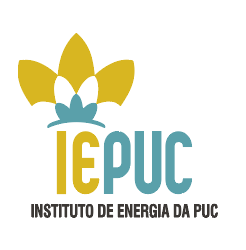 IEPUC
INSTITUTO DE ENERGIA DA PUC